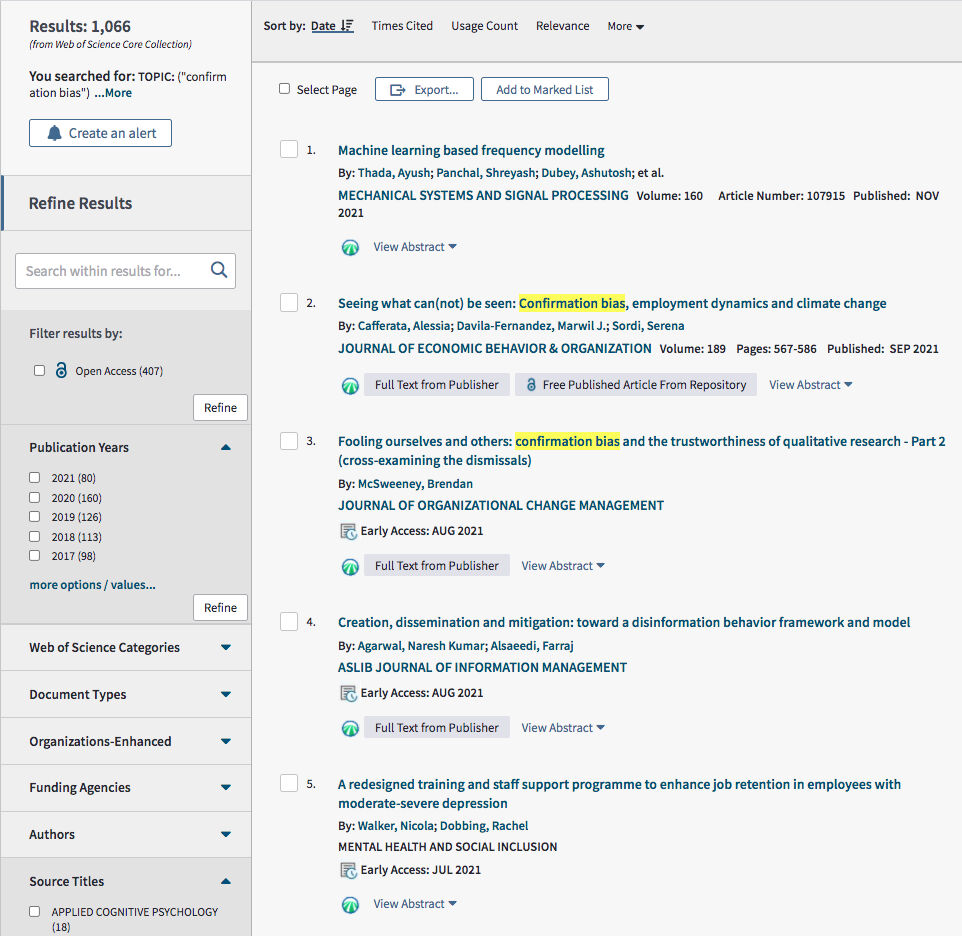 Results: 1,066
(from Web of Science Core Collection)
You searched for: TOPIC: ("confirm
ation bias") ...More
Create an alert
Refine Results
Search within results for...
Filter results by:
Open Access (407)
Refine
Publication Years
2021 (80)
2020 (160)
2019 (126)
2018 (113)
2017 (98)
more options / values...
Refine
Web of Science Categories
Document Types
Organizations-Enhanced
Funding Agencies
Authors
Source Titles
APPLIED COGNITIVE PSYCHOLOGY
(18)
Sort by: Date Times Cited Usage Count Relevance More
Select Page Export... Add to Marked List
1. Machine learning based frequency modelling
By: Thada, Ayush; Panchal, Shreyash; Dubey, Ashutosh; et al.
MECHANICAL SYSTEMS AND SIGNAL PROCESSING Volume: 160 Article Number: 107915 Published: NOV
2021
View Abstract
2. Seeing what can(not) be seen: Confirmation bias, employment dynamics and climate change
By: Cafferata, Alessia; Davila-Fernandez, Marwil J.; Sordi, Serena
JOURNAL OF ECONOMIC BEHAVIOR & ORGANIZATION Volume: 189 Pages: 567-586 Published: SEP 2021
Full Text from Publisher Free Published Article From Repository View Abstract
3. Fooling ourselves and others: confirmation bias and the trustworthiness of qualitative research - Part 2
(cross-examining the dismissals)
By: McSweeney, Brendan
JOURNAL OF ORGANIZATIONAL CHANGE MANAGEMENT
Early Access: AUG 2021
Full Text from Publisher View Abstract
4. Creation, dissemination and mitigation: toward a disinformation behavior framework and model
By: Agarwal, Naresh Kumar; Alsaeedi, Farraj
ASLIB JOURNAL OF INFORMATION MANAGEMENT
Early Access: AUG 2021
Full Text from Publisher View Abstract
5. A redesigned training and staff support programme to enhance job retention in employees with
moderate-severe depression
By: Walker, Nicola; Dobbing, Rachel
MENTAL HEALTH AND SOCIAL INCLUSION
Early Access: JUL 2021
View Abstract